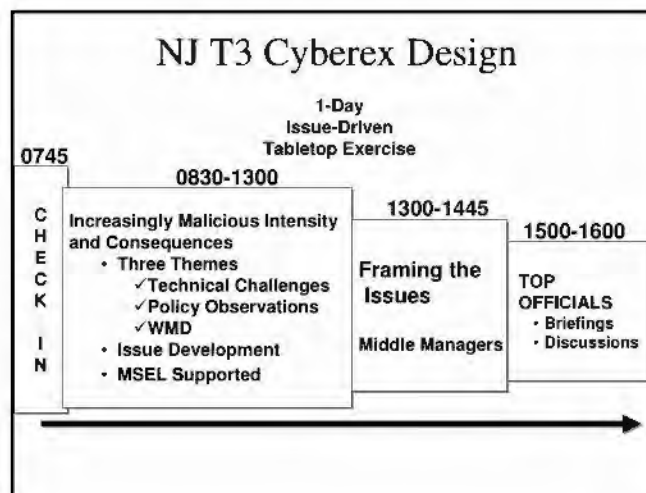 NJ T3 Cyberex Design
1-Day
Issue-Driven
Tabletop Exercise
0745
CHECK IN
0830-1300
Increasingly Malicious Intensity
and Consequences
• Three Themes
✓Technical Challenges
✓Policy Observations
✓WMD
• Issue Development
• MSEL Supported
1300-1445
Framing the
Issues
Middle Managers
1500-1600
TOP
OFFICIALS
• Briefings
• Discussions